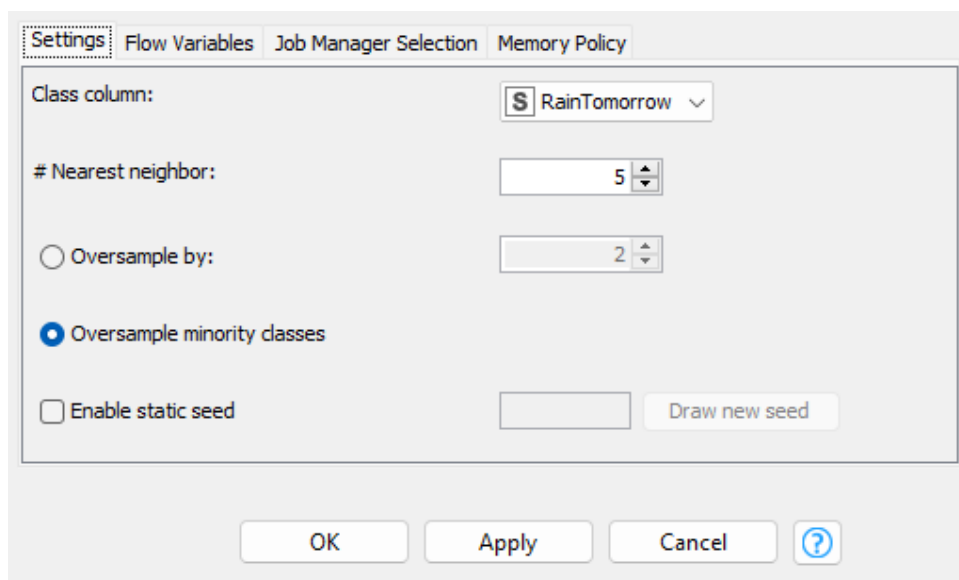 Settings Flow Variables Job Manager Selection Memory Policy
Class column: S RainTomorrow
# Nearest neighbor: 5
Oversample by: 2
Oversample minority classes
Enable static seed Draw new seed
OK Apply Cancel ?